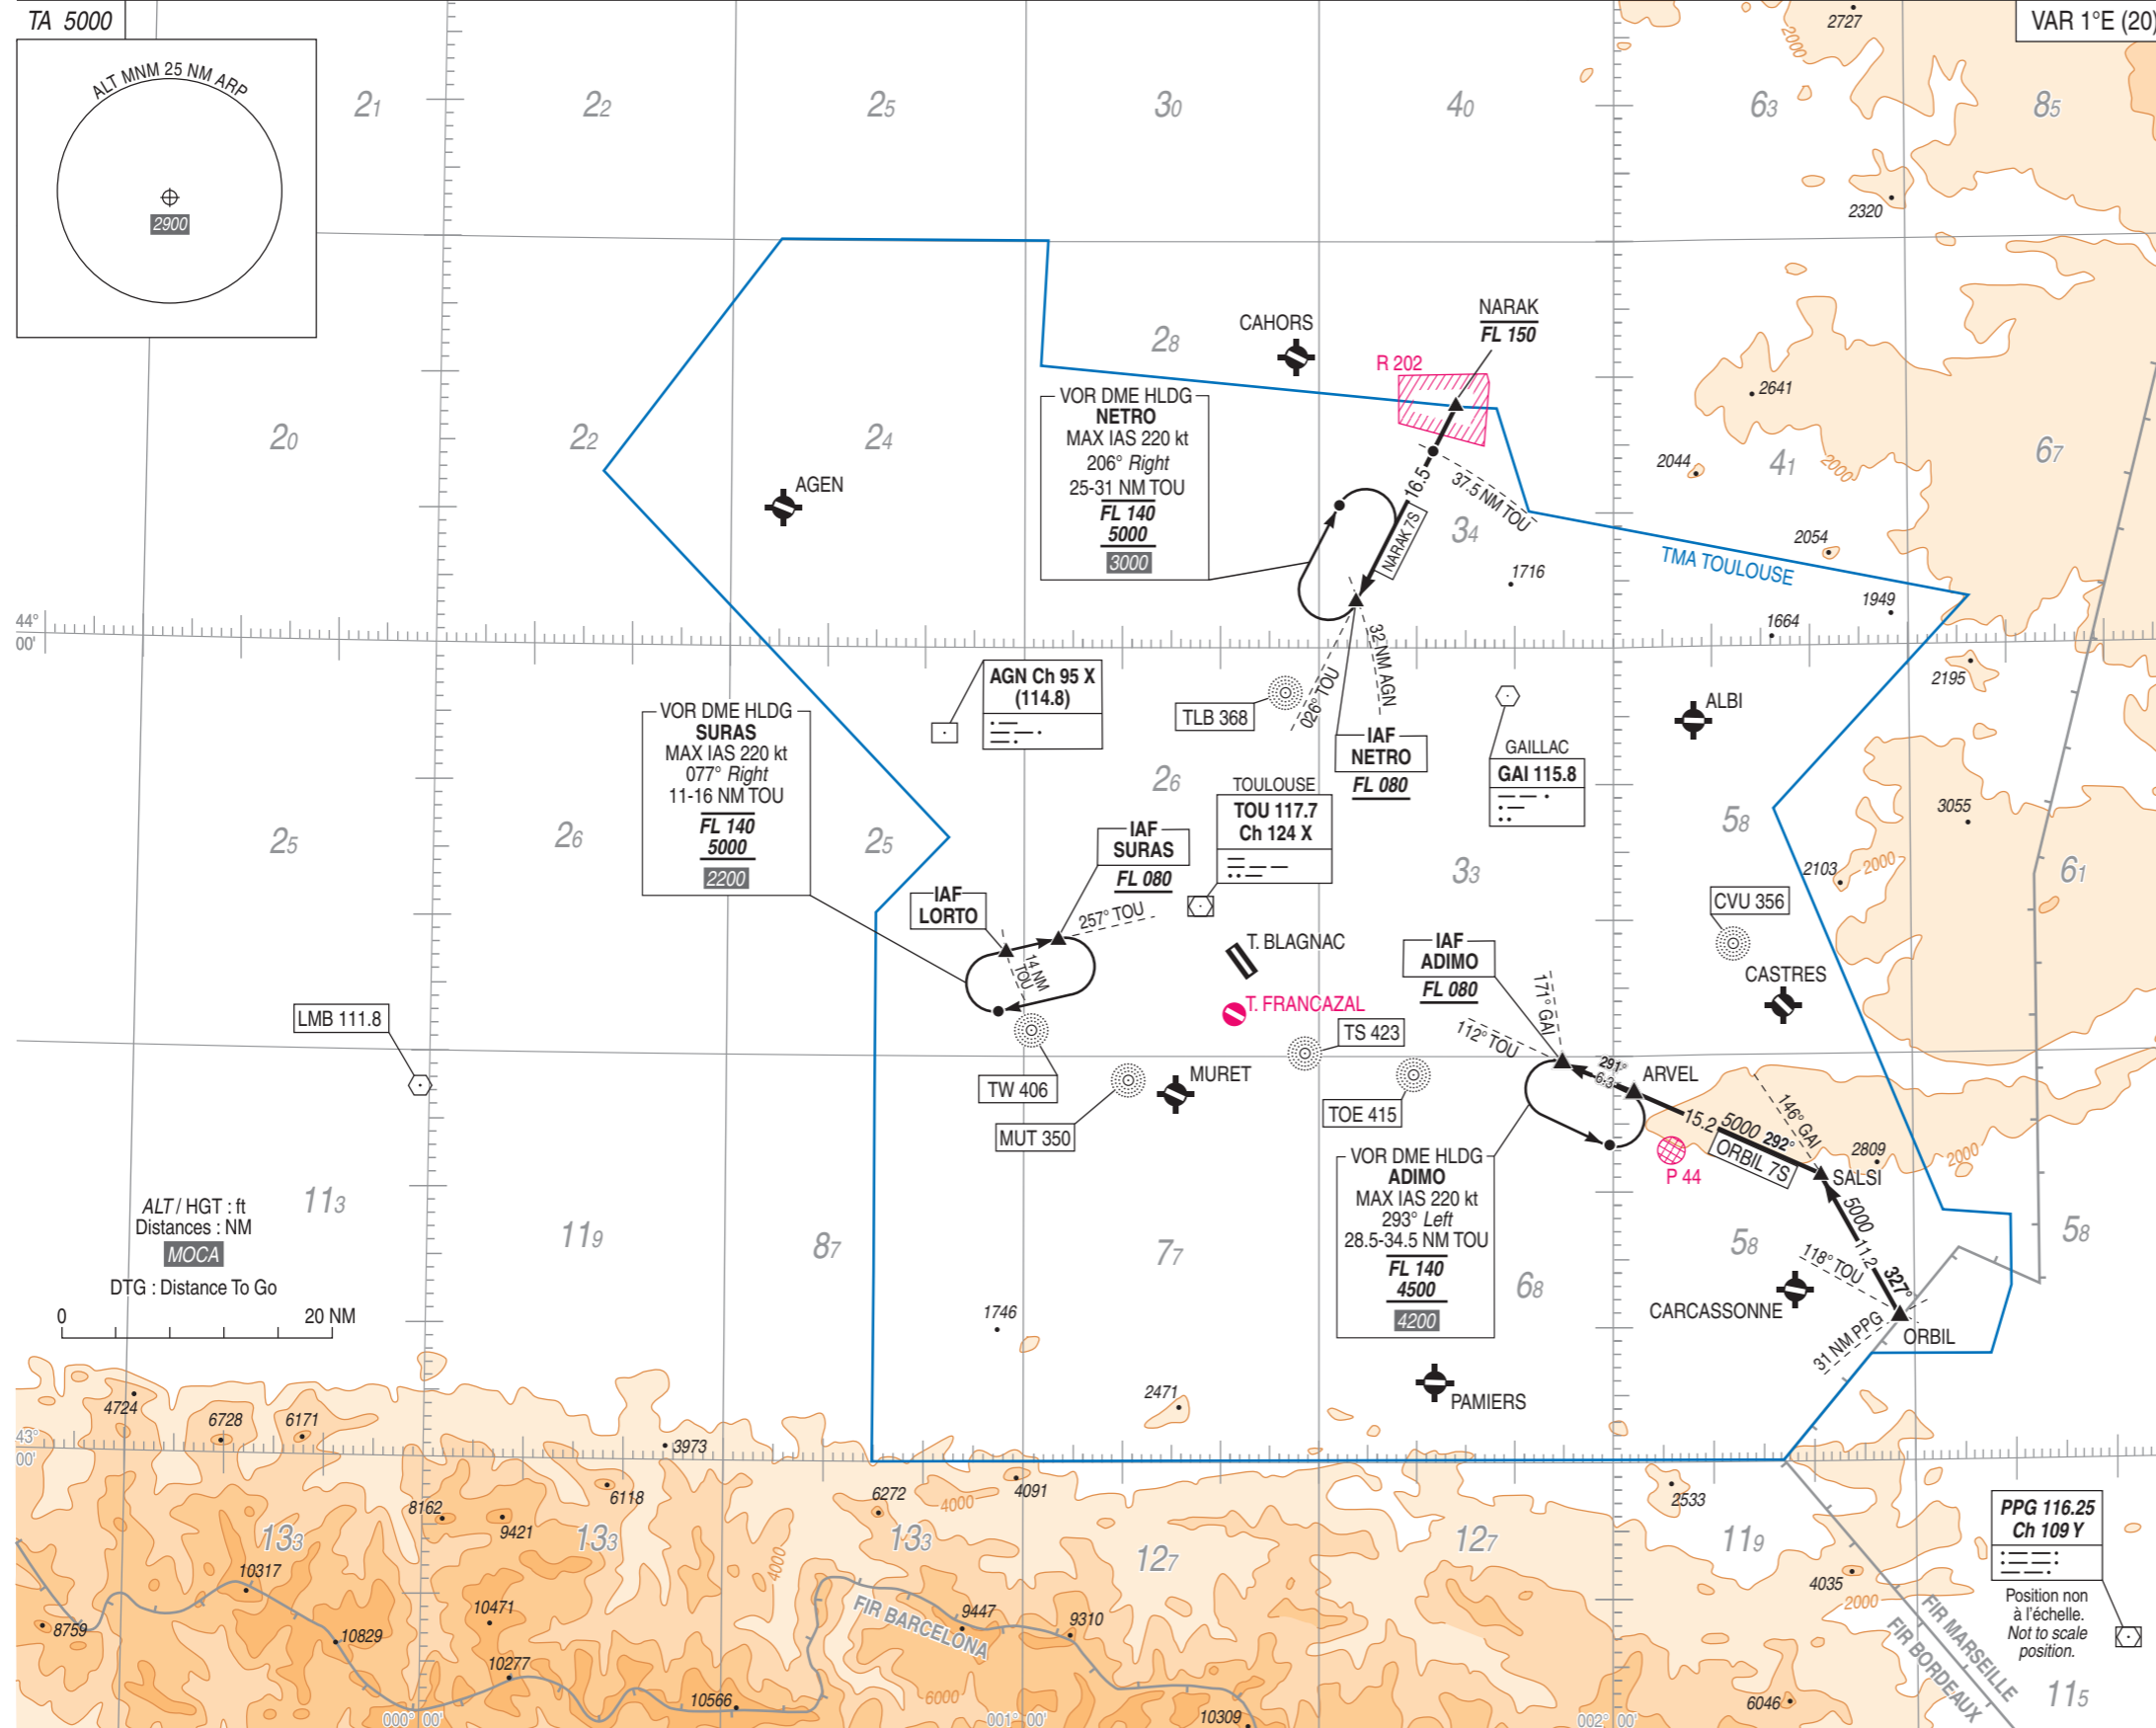 TA 5000
VAR 1°E (20)
ALT MNM 25 NM ARP
2900
21
22
25
30
40
63
85
2727
2000
2320
NARAK
FL 150
CAHORS
28
R 202
2641
20
22
24
VOR DME HLDG
NETRO
MAX IAS 220 kt
206° Right
25-31 NM TOU
FL 140
5000
3000
AGEN
16.5
NARAK 7S
37.5 NM TOU
34
1716
2044
41
2000
67
2054
TMA TOULOUSE
1949
1664
44°
00'
2195
AGN Ch 95 X
(114.8)
TLB 368
026° TOU
32 NM AGN
IAF
NETRO
FL 080
GAILLAC
GAI 115.8
ALBI
VOR DME HLDG
SURAS
MAX IAS 220 kt
077° Right
11-16 NM TOU
FL 140
5000
2200
26
TOULOUSE
TOU 117.7
Ch 124 X
58
3055
25
26
25
IAF
SURAS
FL 080
33
2103
2000
61
IAF
LORTO
257° TOU
14 NM
TOU
CVU 356
T. BLAGNAC
IAF
ADIMO
FL 080
CASTRES
LMB 111.8
T. FRANCAZAL
171° GAI
112° TOU
TS 423
TW 406
MURET
MUT 350
TOE 415
291°
6.3
ARVEL
15.2
5000
292°
ORBIL 7S
146° GAI
2809
2000
SALSI
P 44
VOR DME HLDG
ADIMO
MAX IAS 220 kt
293° Left
28.5-34.5 NM TOU
FL 140
4500
4200
5000
11.2
327°
118° TOU
31 NM PPG
ORBIL
CARCASSONNE
113
119
87
77
68
58
58
ALT / HGT : ft
Distances : NM
MOCA
DTG : Distance To Go
0
20 NM
1746
2471
PAMIERS
4724
6728
6171
3973
43°
00'
8162
9421
6118
6272
4000
4091
2533
133
133
133
127
127
119
PPG 116.25
Ch 109 Y
Position non
à l'échelle.
Not to scale
position.
10317
10471
4000
FIR BARCELONA
9447
9310
4035
2000
FIR MARSEILLE
FIR BORDEAUX
8759
10829
10277
10566
6000
10309
6046
115
000° 00'
001° 00'
002° 00'